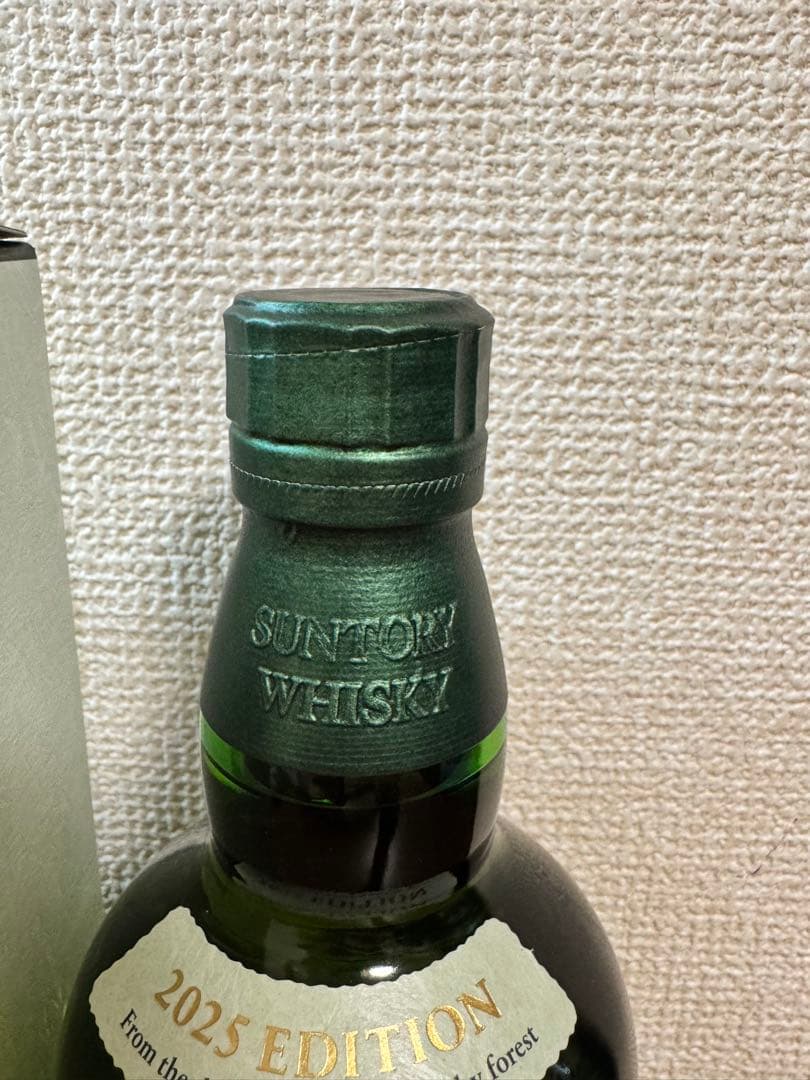 SUNTORY
WHISKY
2025 EDITION
From the forest